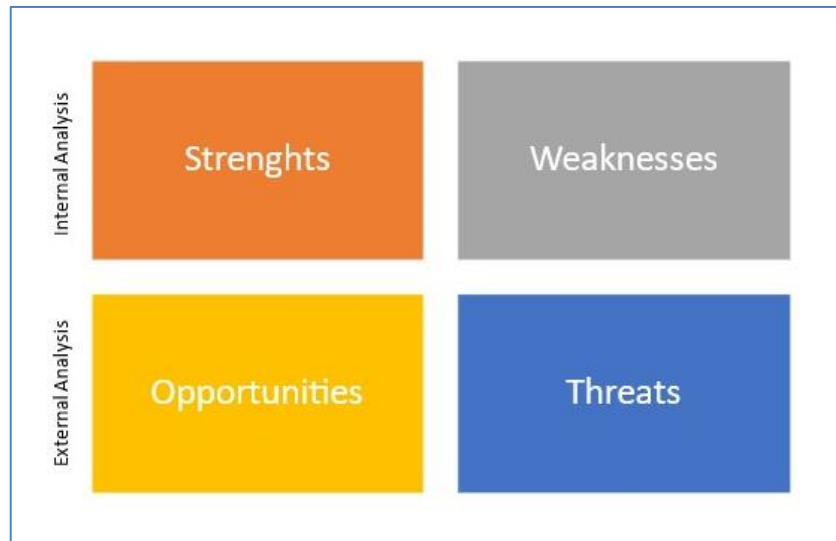 Internal Analysis
Strenghts
Weaknesses
External Analysis
Opportunities
Threats